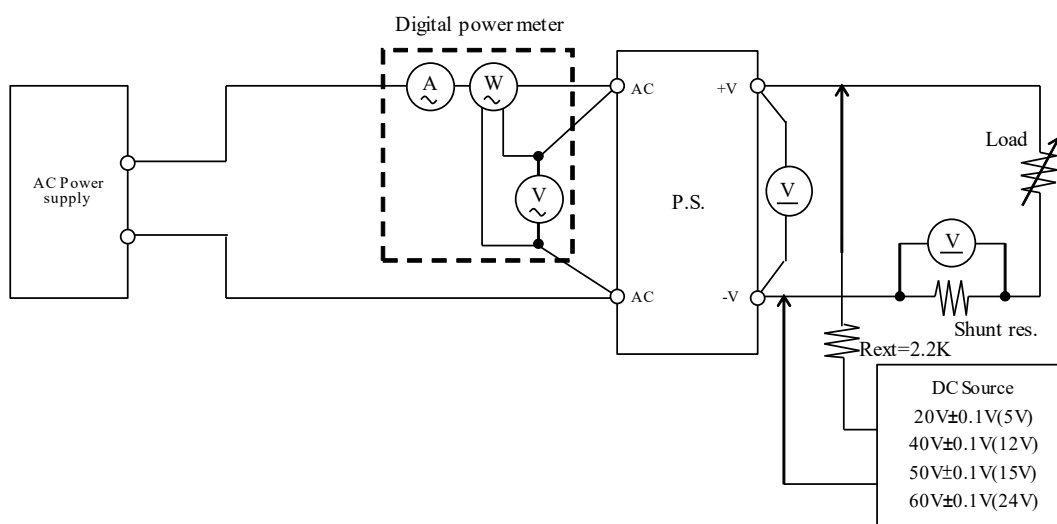 Digital power meter
A
W
V
AC Power
supply
AC
AC
P.S.
+V
-V
V
Load
V
Shunt res.
Rext=2.2K
DC Source
20V±0.1V(5V)
40V±0.1V(12V)
50V±0.1V(15V)
60V±0.1V(24V)